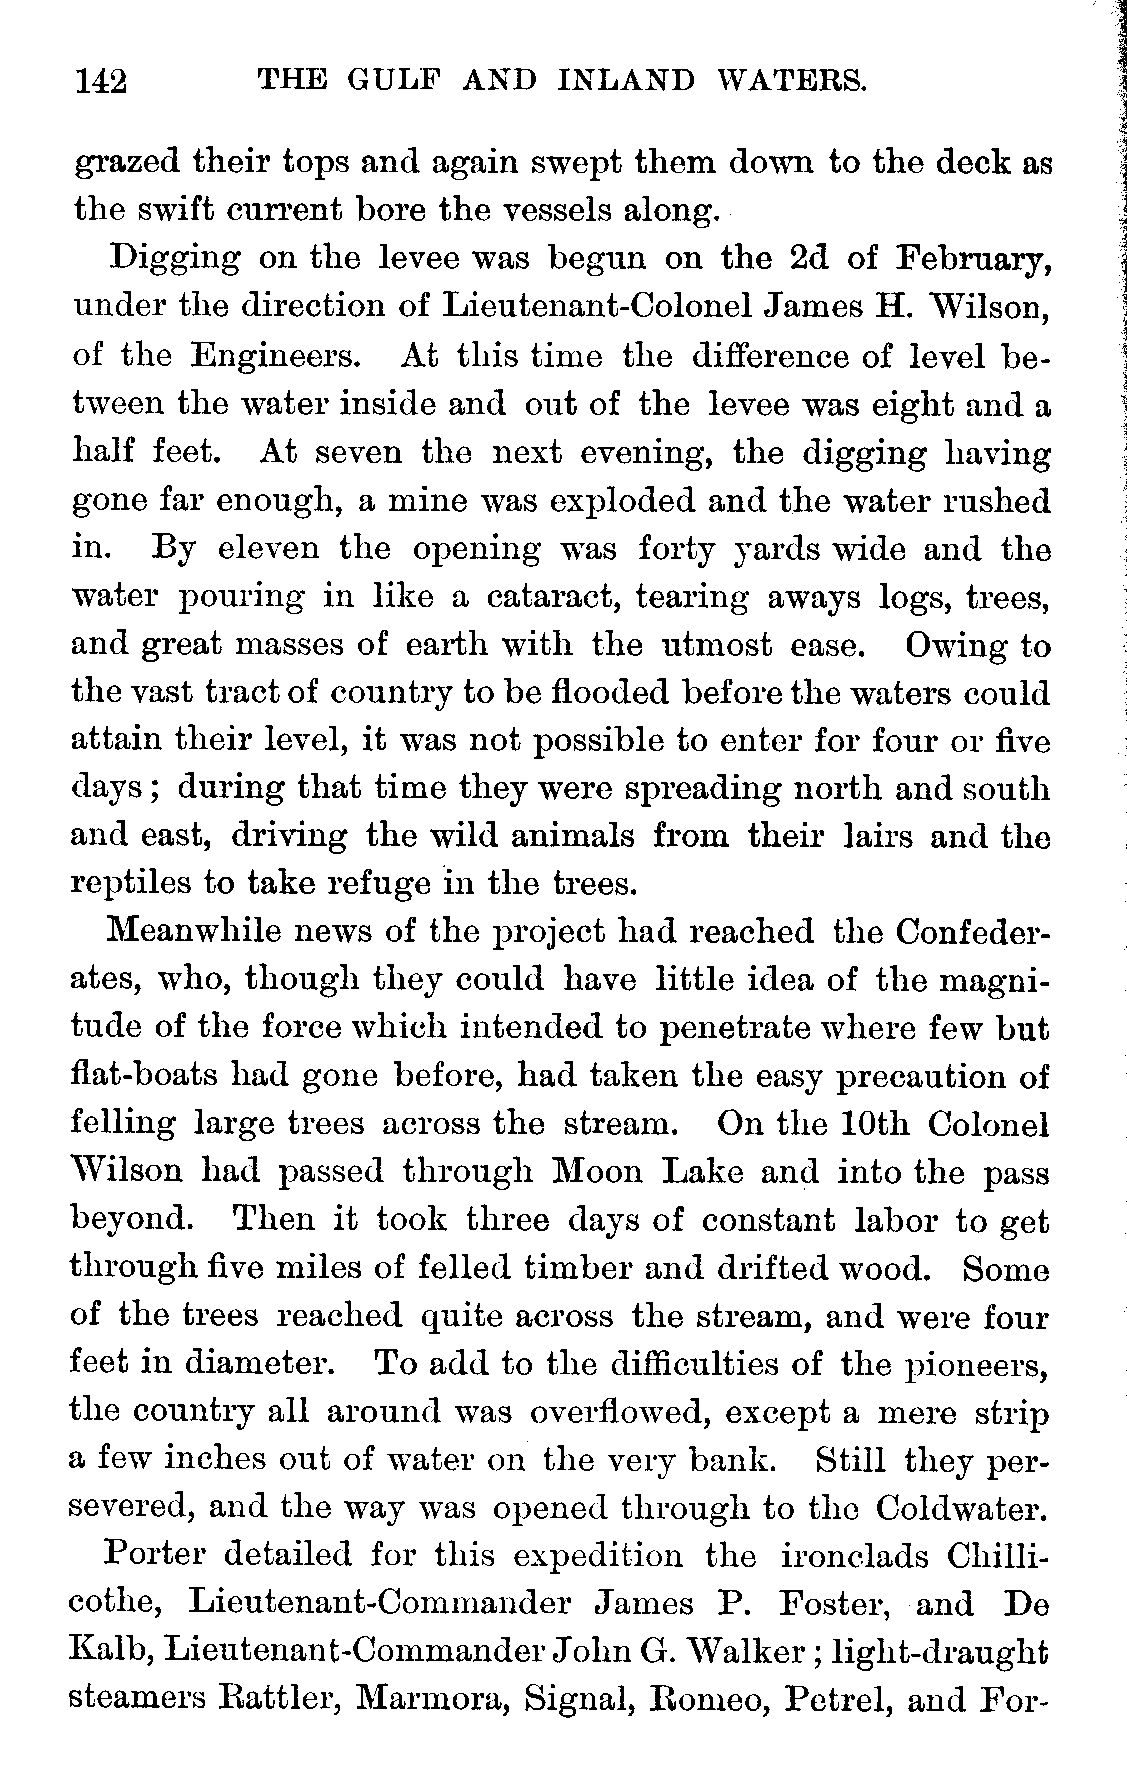 142 THE GULF AND INLAND WATERS.
grazed their tops and again swept them down to the deck as
the swift current bore the vessels along.
Digging on the levee was begun on the 2d of February,
under the direction of Lieutenant-Colonel James H. Wilson,
of the Engineers. At this time the difference of level be-
tween the water inside and out of the levee was eight and a
half feet. At seven the next evening, the digging having
gone far enough, a mine was exploded and the water rushed
in. By eleven the opening was forty yards wide and the
water pouring in like a cataract, tearing aways logs, trees,
and great masses of earth with the utmost ease. Owing to
the vast tract of country to be flooded before the waters could
attain their level, it was not possible to enter for four or five
days; during that time they were spreading north and south
and east, driving the wild animals from their lairs and the
reptiles to take refuge in the trees.
Meanwhile news of the project had reached the Confeder-
ates, who, though they could have little idea of the magni-
tude of the force which intended to penetrate where few but
flat-boats had gone before, had taken the easy precaution of
felling large trees across the stream. On the 10th Colonel
Wilson had passed through Moon Lake and into the pass
beyond. Then it took three days of constant labor to get
through five miles of felled timber and drifted wood. Some
of the trees reached quite across the stream, and were four
feet in diameter. To add to the difficulties of the pioneers,
the country all around was overflowed, except a mere strip
a few inches out of water on the very bank. Still they per-
severed, and the way was opened through to the Coldwater.
Porter detailed for this expedition the ironclads Chilli-
cothe, Lieutenant-Commander James P. Foster, and De
Kalb, Lieutenant-Commander John G. Walker; light-draught
steamers Rattler, Marmora, Signal, Romeo, Petrel, and For-